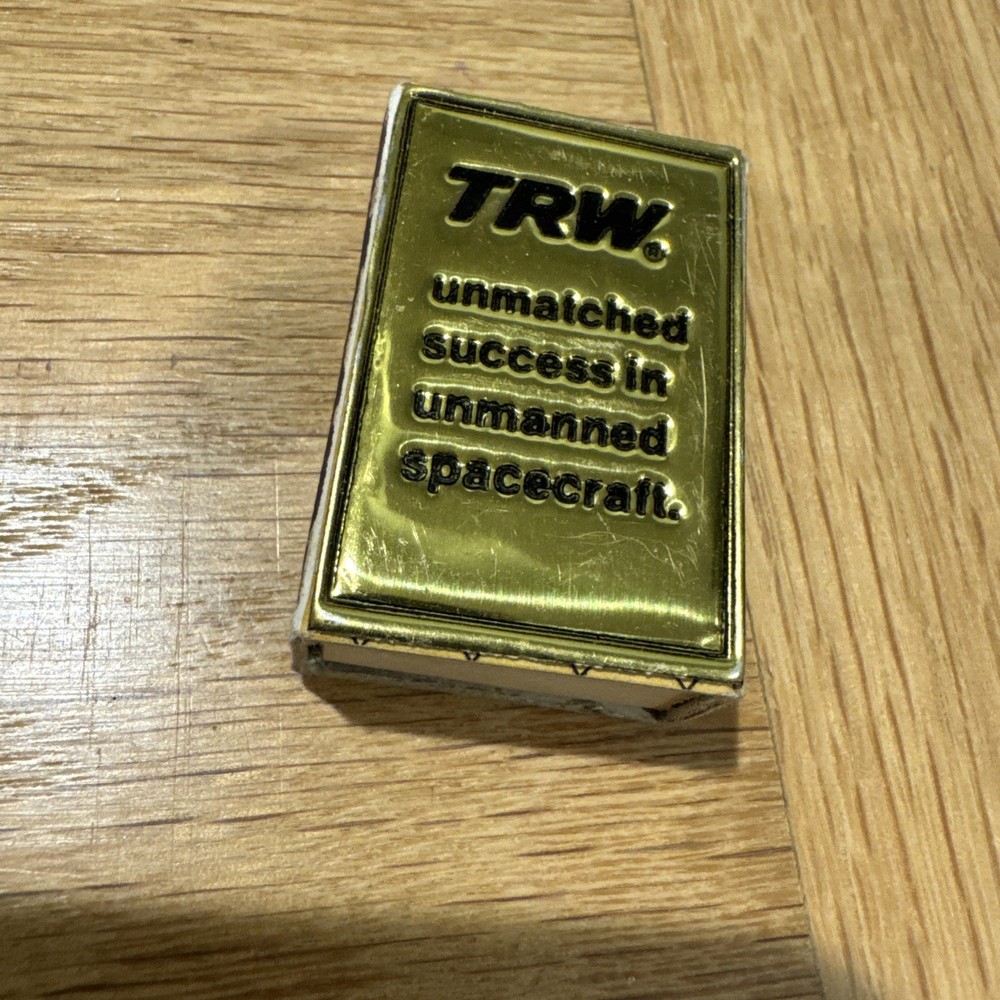 TRW.®
unmatched
success in
unmanned
spacecraft.